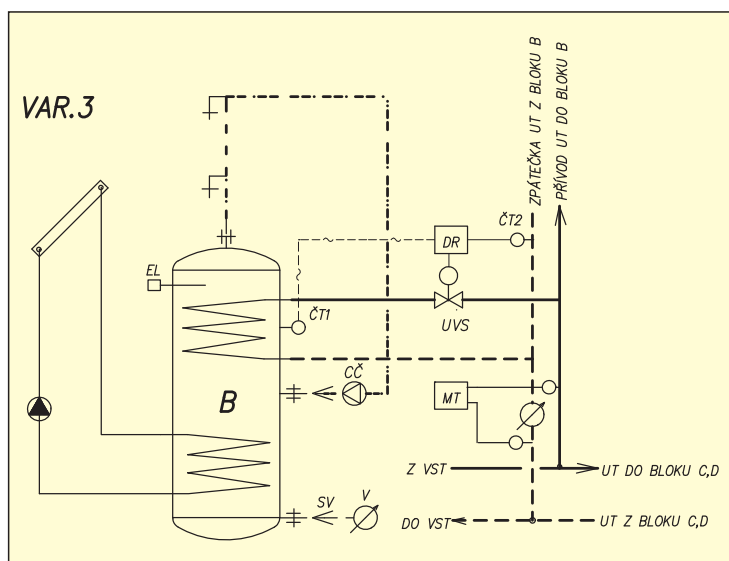 VAR.3
ZPÁTEČKA UT Z BLOKU B
PŘÍVOD UT DO BLOKU B
ČT2
DR
EL
ČT1
UVS
CČ
B
MT
Z VST
UT DO BLOKU C,D
SV
V
DO VST
UT Z BLOKU C,D